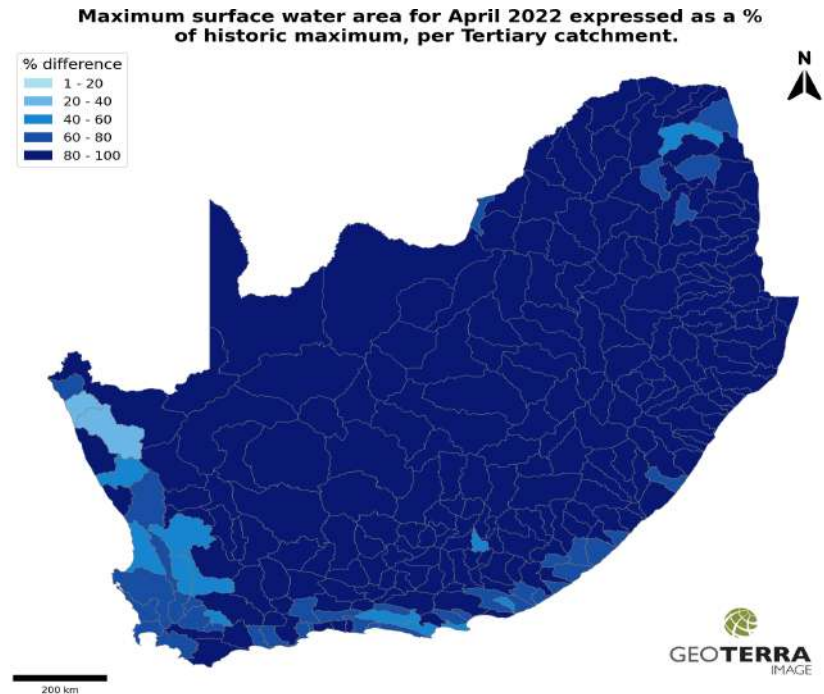 Maximum surface water area for April 2022 expressed as a %
of historic maximum, per Tertiary catchment.
% difference
1 - 20
20 - 40
40 - 60
60 - 80
80 - 100
N
GEOTERRA
IMAGE
200 km